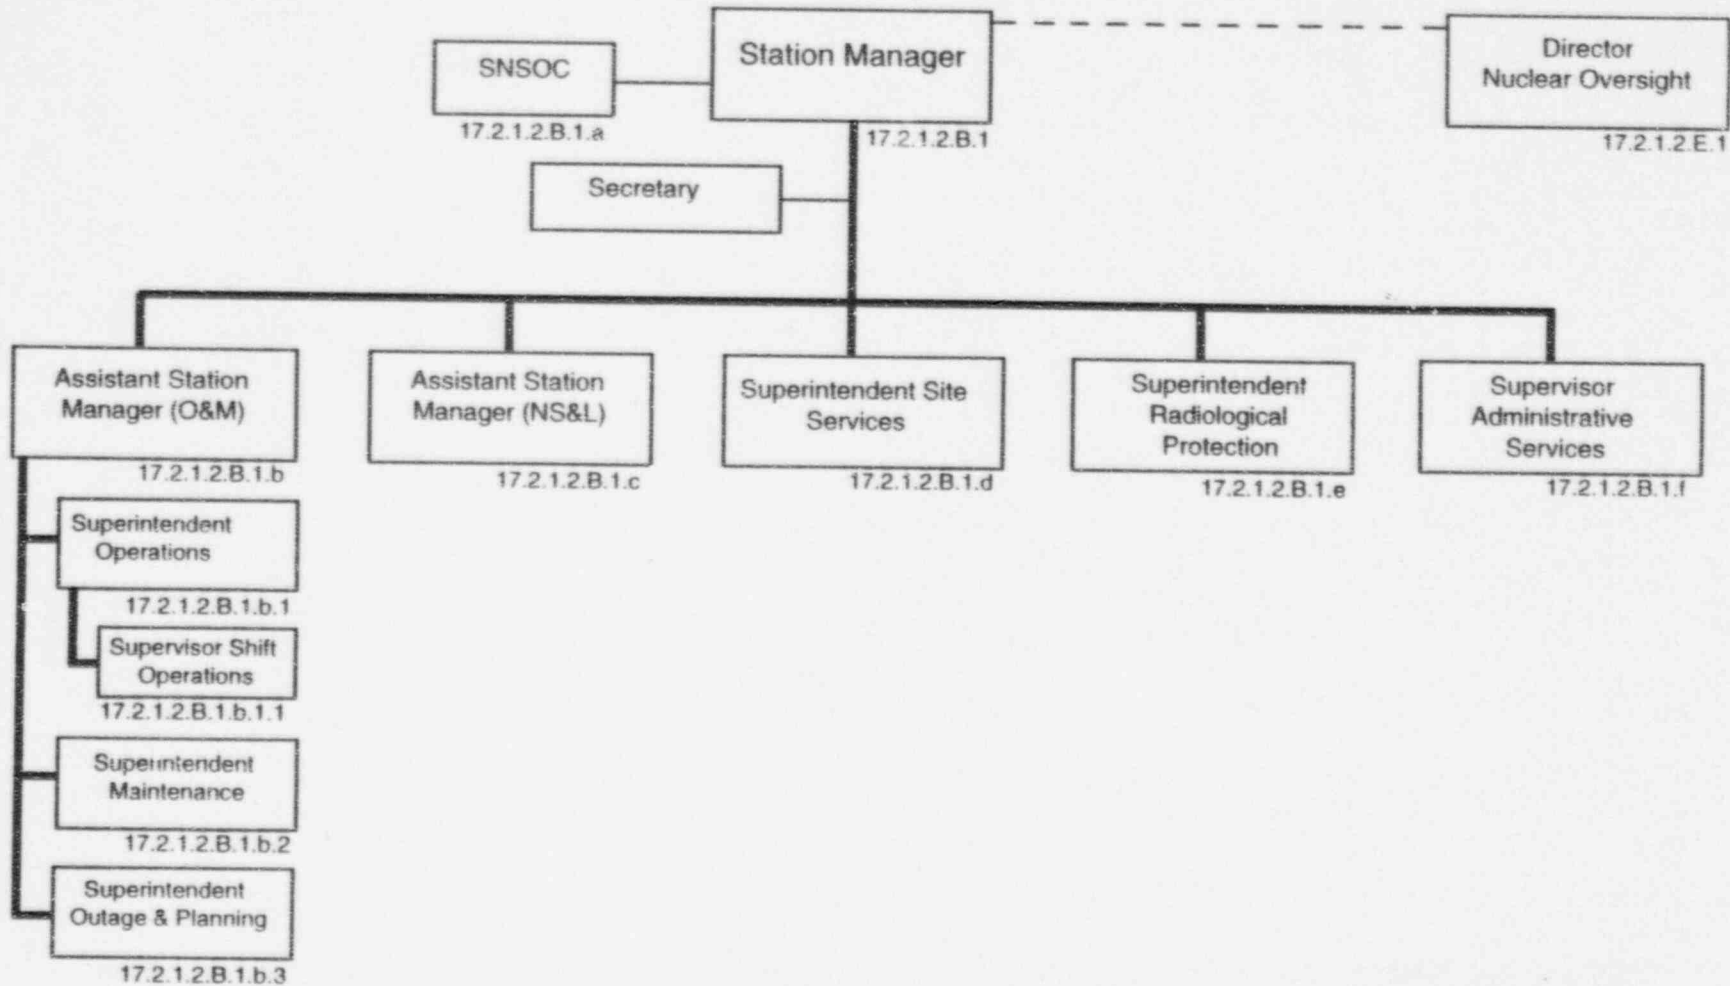 SNSOC
17.2.1.2.B.1.a
Station Manager
17.2.1.2.B.1
Director
Nuclear Oversight
17.2.1.2.E.1
Secretary
Assistant Station
Manager (O&M)
17.2.1.2.B.1.b
Assistant Station
Manager (NS&L)
17.2.1.2.B.1.c
Superintendent Site
Services
17.2.1.2.B.1.d
Superintendent
Radiological
Protection
17.2.1.2.B.1.e
Supervisor
Administrative
Services
17.2.1.2.B.1.f
Superintendent
Operations
17.2.1.2.B.1.b.1
Supervisor Shift
Operations
17.2.1.2.B.1.b.1.1
Superintendent
Maintenance
17.2.1.2.B.1.b.2
Superintendent
Outage & Planning
17.2.1.2.B.1.b.3